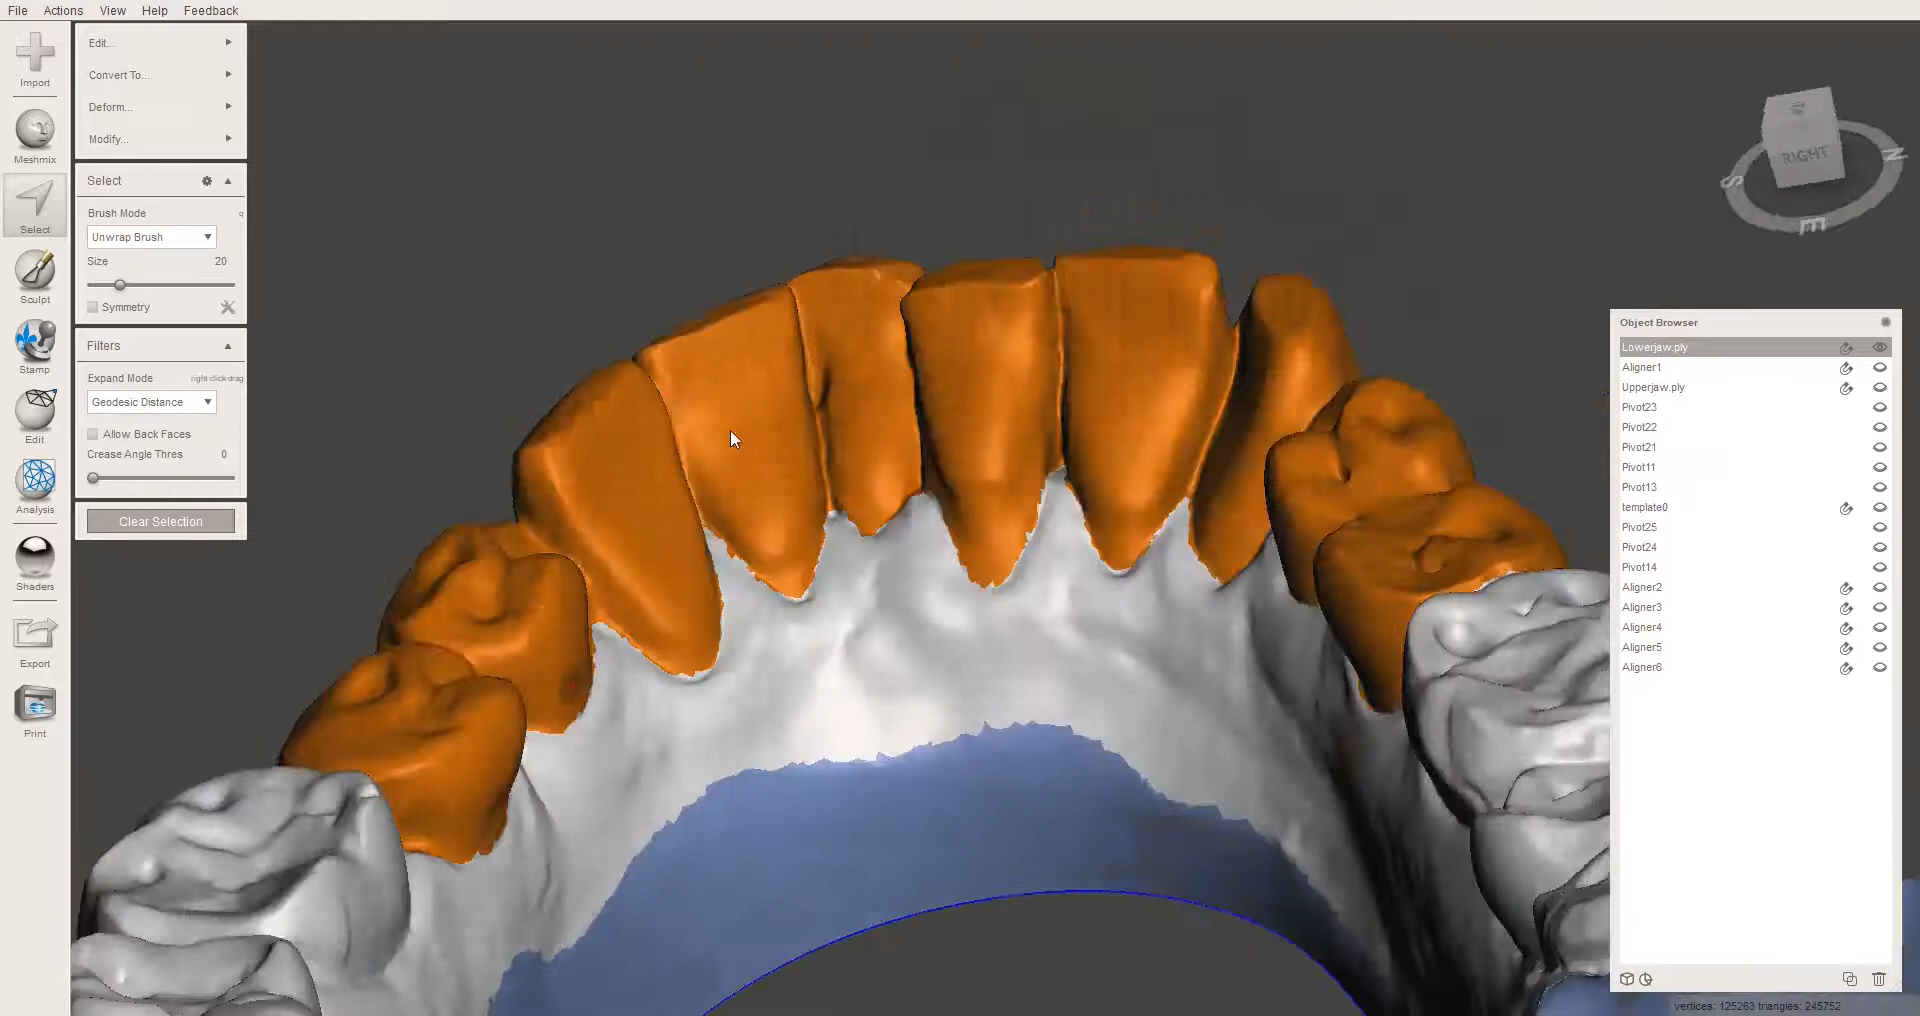 File Actions View Help Feedback
Import
Meshmix
Select
Sculpt
Stamp
Edit
Analysis
Shaders
Export
Print
Edit...
Convert To...
Deform...
Modify...
Select
Brush Mode
q
Unwrap Brush
Size 20
Symmetry
Filters
Expand Mode right-click-drag
Geodesic Distance
Allow Back Faces
Crease Angle Thres 0
Clear Selection
RIGHT
S
E
N
Object Browser
Lowerjaw.ply
Aligner1
Upperjaw.ply
Pivot23
Pivot22
Pivot21
Pivot11
Pivot13
template0
Pivot25
Pivot24
Pivot14
Aligner2
Aligner3
Aligner4
Aligner5
Aligner6
vertices: 125263 triangles: 245752